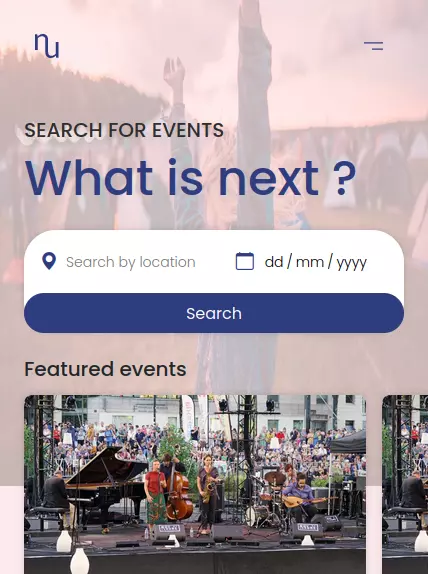 nu
SEARCH FOR EVENTS
What is next ?
Search by location
dd / mm / yyyy
Search
Featured events